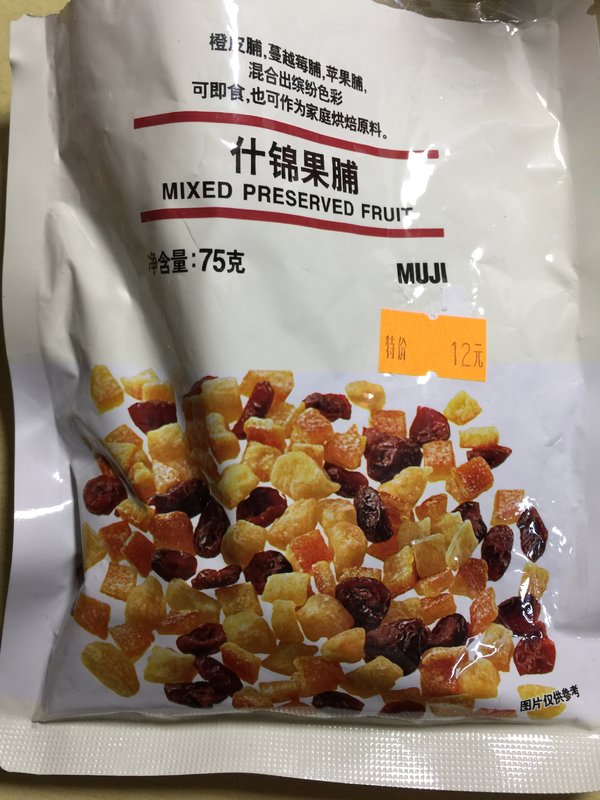 橙皮脯,蔓越莓脯,苹果脯,
混合出缤纷色彩
可即食,也可作为家庭烘焙原料。
什锦果脯
MIXED PRESERVED FRUIT
净含量:75克
MUJI
特价 12元
图片仅供参考